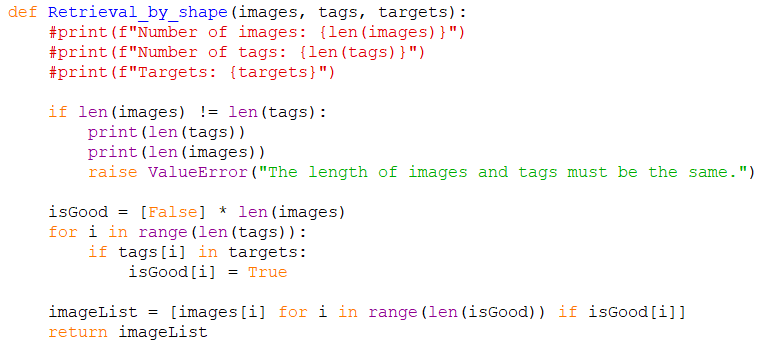 def Retrieval_by_shape(images, tags, targets):
    #print(f"Number of images: {len(images)}")
    #print(f"Number of tags: {len(tags)}")
    #print(f"Targets: {targets}")

    if len(images) != len(tags):
        print(len(tags))
        print(len(images))
        raise ValueError("The length of images and tags must be the same.")

    isGood = [False] * len(images)
    for i in range(len(tags)):
        if tags[i] in targets:
            isGood[i] = True

    imageList = [images[i] for i in range(len(isGood)) if isGood[i]]
    return imageList